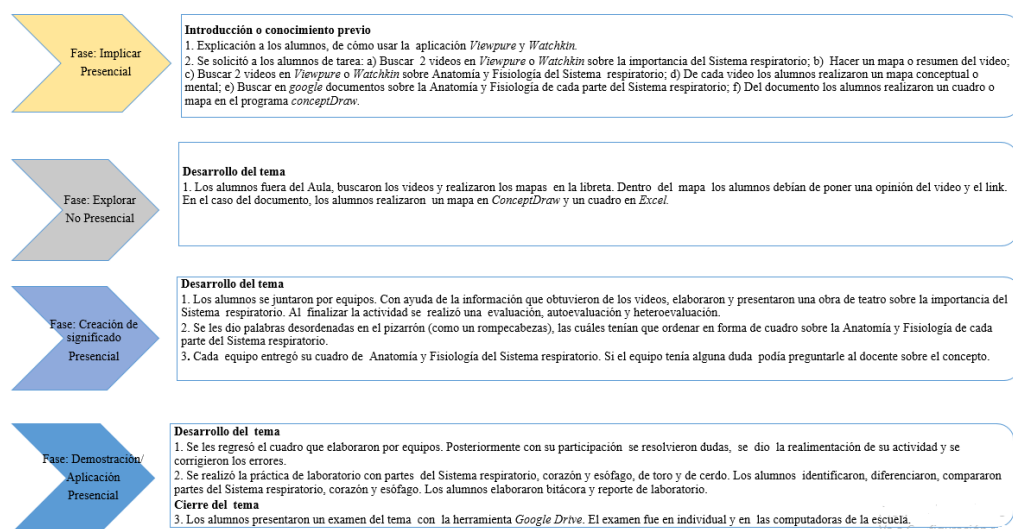 Fase: Implicar
Presencial
Introducción o conocimiento previo
1. Explicación a los alumnos, de cómo usar la aplicación Viewpure y Watchkin.
2. Se solicitó a los alumnos de tarea: a) Buscar 2 videos en Viewpure o Watchkin sobre la importancia del Sistema respiratorio; b) Hacer un mapa o resumen del video;
c) Buscar 2 videos en Viewpure o Watchkin sobre Anatomía y Fisiología del Sistema respiratorio; d) De cada video los alumnos realizaron un mapa conceptual o
mental; e) Buscar en google documentos sobre la Anatomía y Fisiología de cada parte del Sistema respiratorio; f) Del documento los alumnos realizaron un cuadro o
mapa en el programa conceptDraw.
Fase: Explorar
No Presencial
Desarrollo del tema
1. Los alumnos fuera del Aula, buscaron los videos y realizaron los mapas en la libreta. Dentro del mapa los alumnos debían de poner una opinión del video y el link.
En el caso del documento, los alumnos realizaron un mapa en ConceptDraw y un cuadro en Excel.
Fase: Creación de
significado
Presencial
Desarrollo del tema
1. Los alumnos se juntaron por equipos. Con ayuda de la información que obtuvieron de los videos, elaboraron y presentaron una obra de teatro sobre la importancia del
Sistema respiratorio. Al finalizar la actividad se realizó una evaluación, autoevaluación y heteroevaluación.
2. Se les dio palabras desordenadas en el pizarrón (como un rompecabezas), las cuáles tenían que ordenar en forma de cuadro sobre la Anatomía y Fisiología de cada
parte del Sistema respiratorio.
3. Cada equipo entregó su cuadro de Anatomía y Fisiología del Sistema respiratorio. Si el equipo tenía alguna duda podía preguntarle al docente sobre el concepto.
Fase: Demostración/
Aplicación
Presencial
Desarrollo del tema
1. Se les regresó el cuadro que elaboraron por equipos. Posteriormente con su participación se resolvieron dudas, se dio la realimentación de su actividad y se
corrigieron los errores.
2. Se realizó la práctica de laboratorio con partes del Sistema respiratorio, corazón y esófago, de toro y de cerdo. Los alumnos identificaron, diferenciaron, compararon
partes del Sistema respiratorio, corazón y esófago. Los alumnos elaboraron bitácora y reporte de laboratorio.
Cierre del tema
3. Los alumnos presentaron un examen del tema con la herramienta Google Drive. El examen fue en individual y en las computadoras de la escuela.